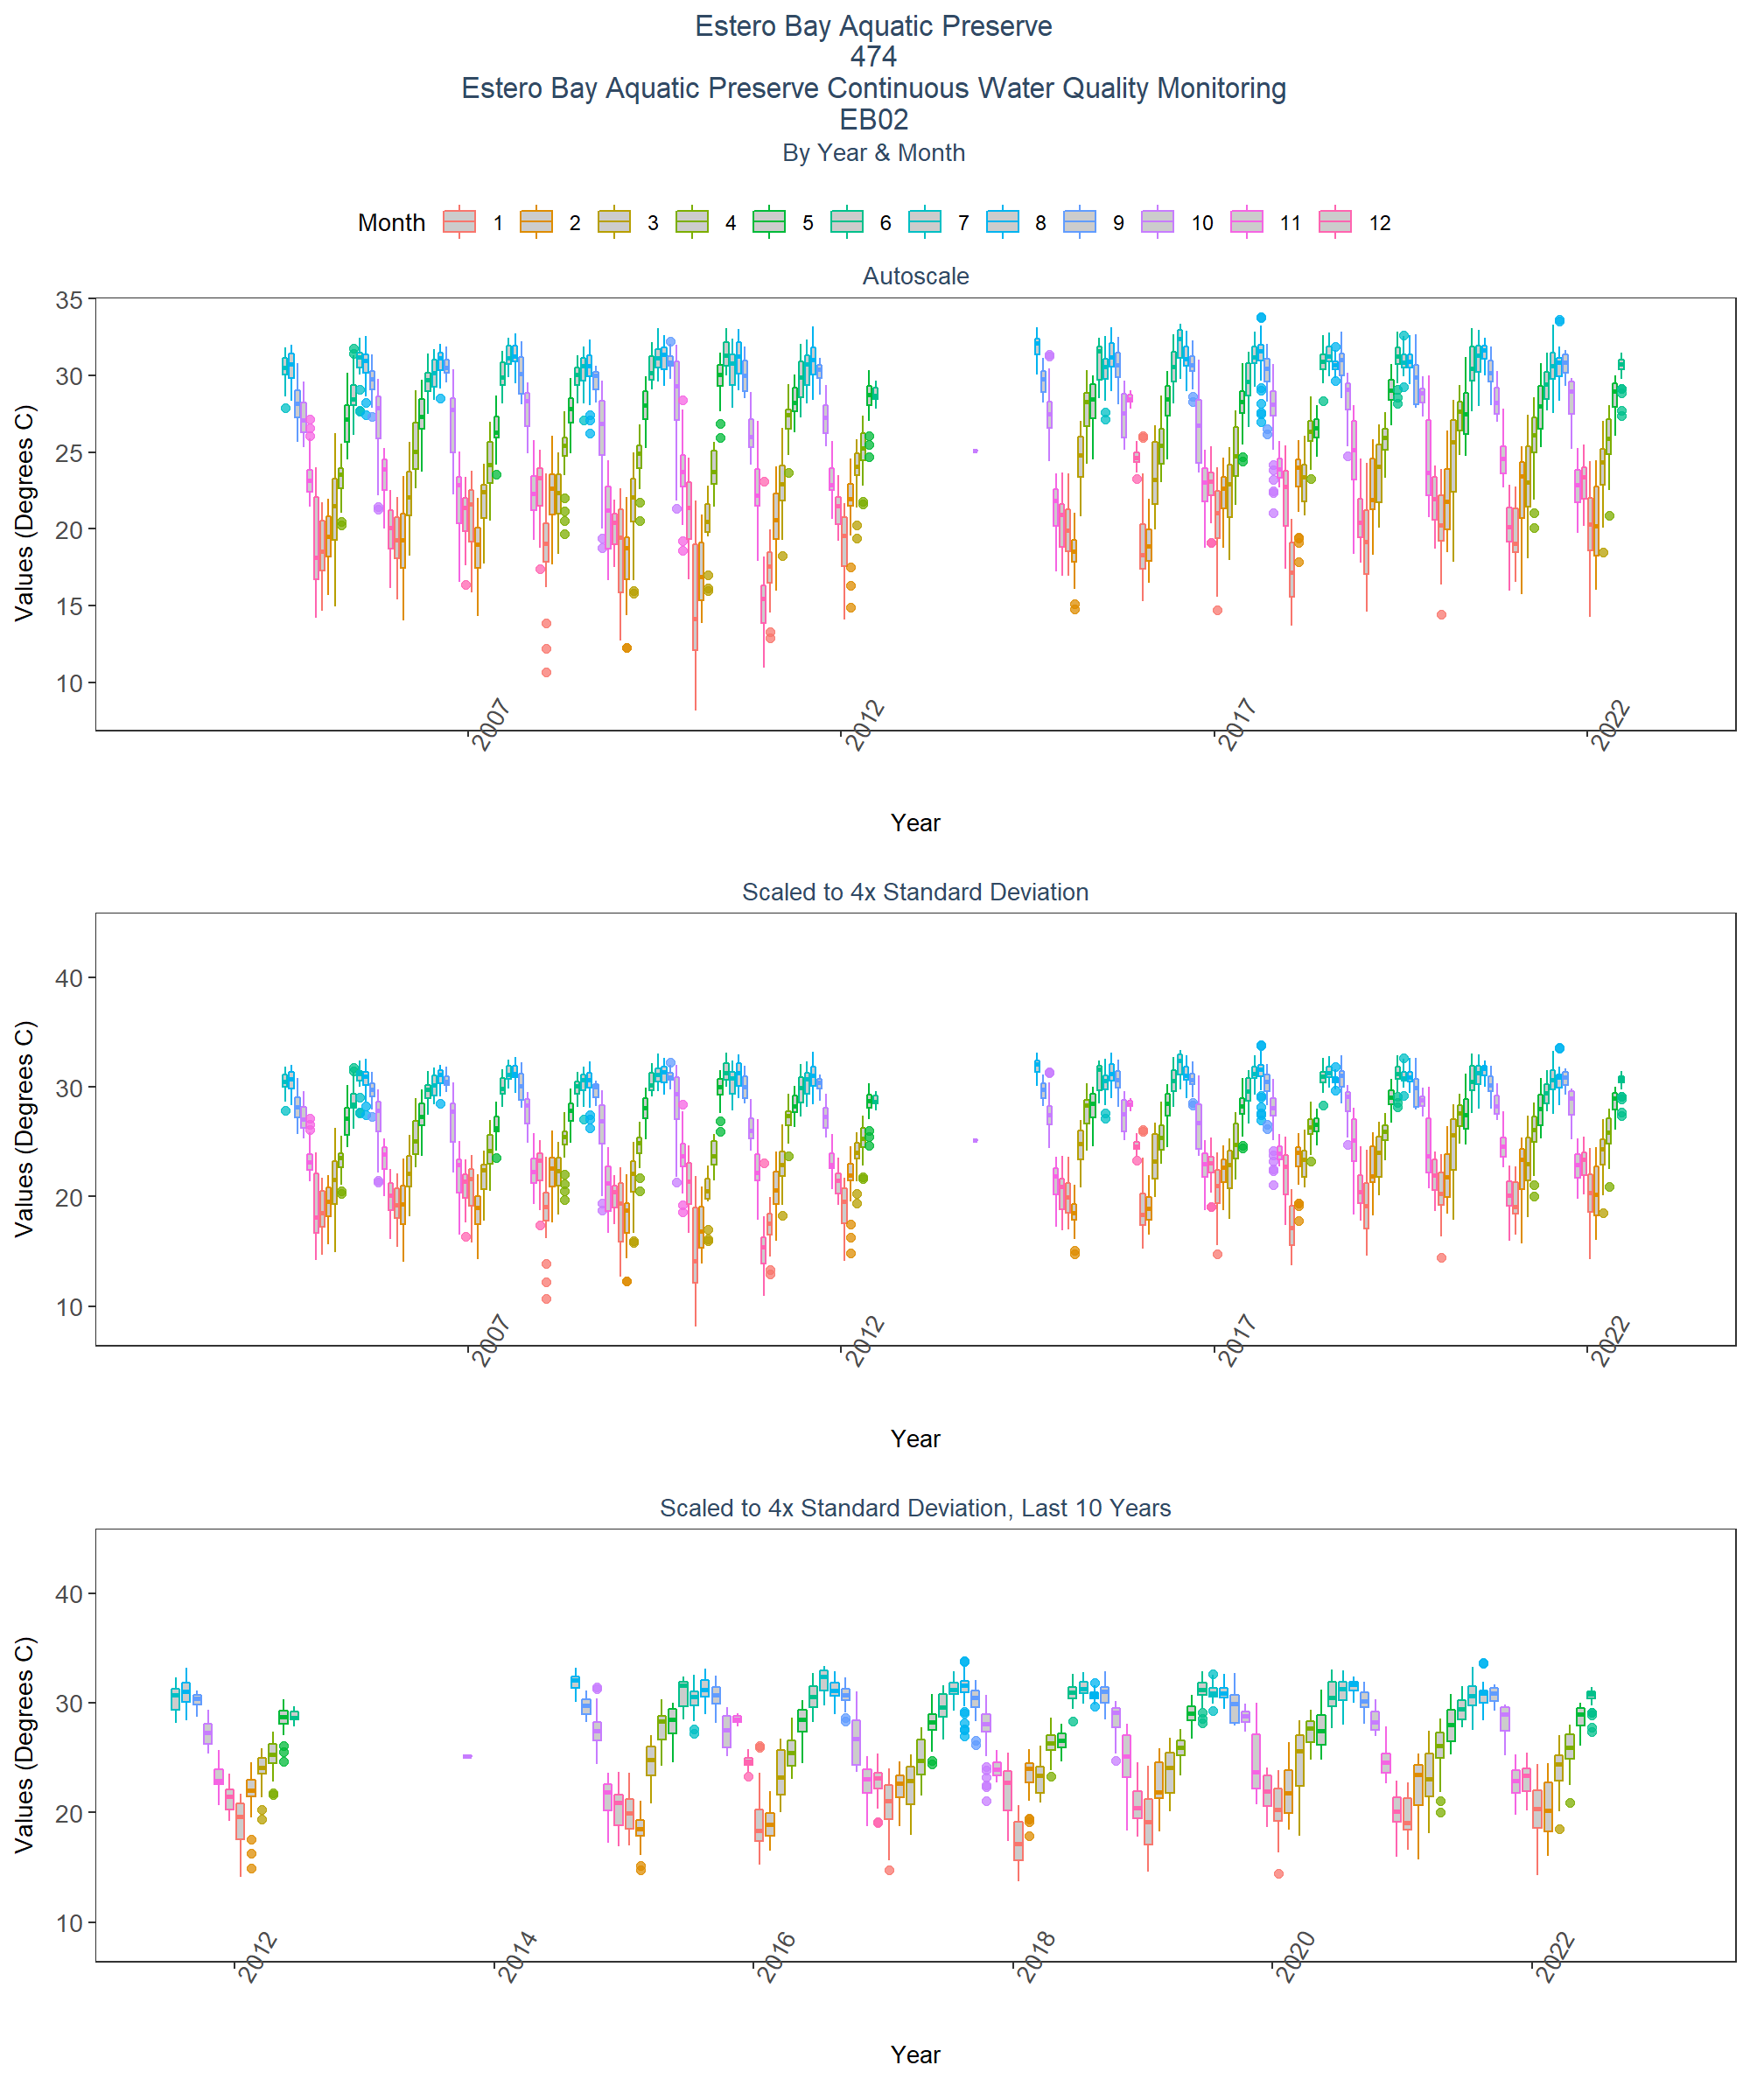 Estero Bay Aquatic Preserve
474
Estero Bay Aquatic Preserve Continuous Water Quality Monitoring
EB02
By Year & Month
Month 1 2 3 4 5 6 7 8 9 10 11 12
Autoscale
Values (Degrees C)
35
30
25
20
15
10
2007 2012 2017 2022
Year
Scaled to 4x Standard Deviation
Values (Degrees C)
40
30
20
10
2007 2012 2017 2022
Year
Scaled to 4x Standard Deviation, Last 10 Years
Values (Degrees C)
40
30
20
10
2012 2014 2016 2018 2020 2022
Year